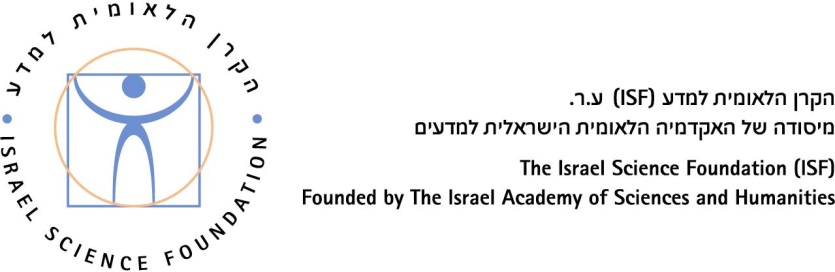 הקרן הלאומית למדע
ISRAEL SCIENCE FOUNDATION
הקרן הלאומית למדע (ISF) ע.ר.
מיסודה של האקדמיה הלאומית הישראלית למדעים
The Israel Science Foundation (ISF)
Founded by The Israel Academy of Sciences and Humanities